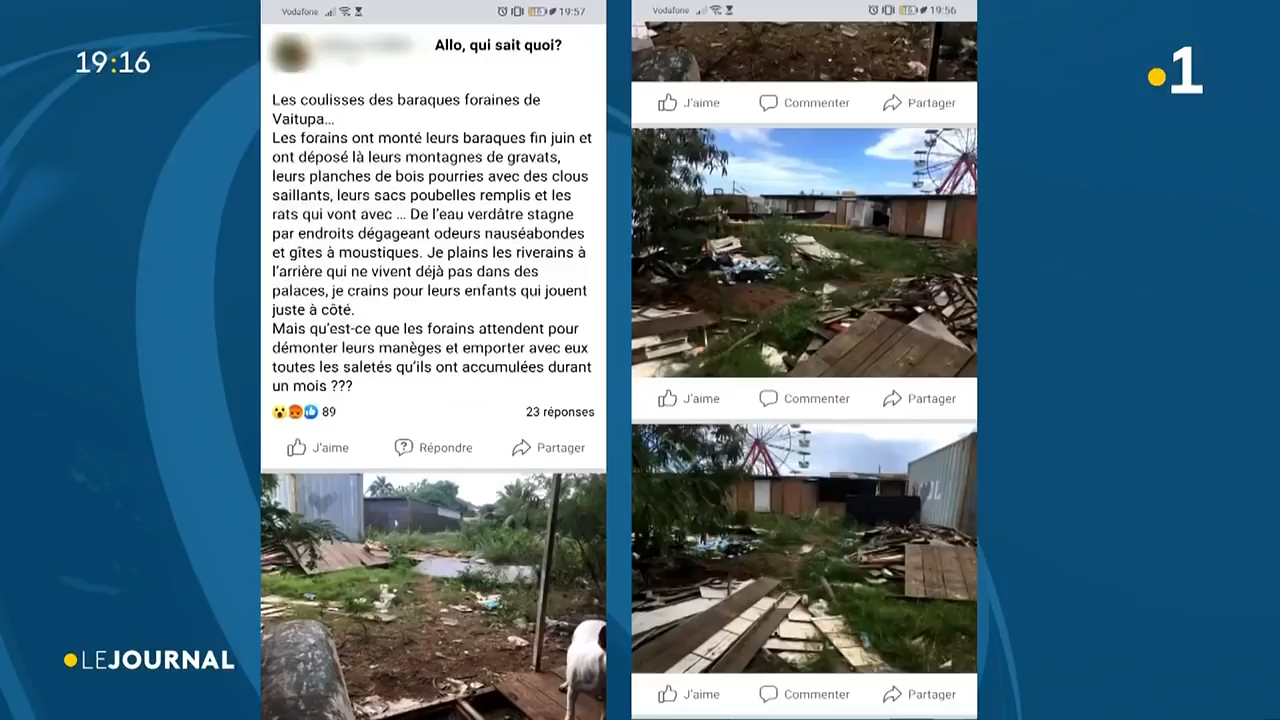 19:16
Vodafone
16
19:57
Allo, qui sait quoi?
Les coulisses des baraques foraines de
Vaitupa...
Les forains ont monté leurs baraques fin juin et
ont déposé là leurs montagnes de gravats,
leurs planches de bois pourries avec des clous
saillants, leurs sacs poubelles remplis et les
rats qui vont avec ... De l'eau verdâtre stagne
par endroits dégageant odeurs nauséabondes
et gîtes à moustiques. Je plains les riverains à
l'arrière qui ne vivent déjà pas dans des
palaces, je crains pour leurs enfants qui jouent
juste à côté.
Mais qu'est-ce que les forains attendent pour
démonter leurs manèges et emporter avec eux
toutes les saletés qu'ils ont accumulées durant
un mois ???
89
23 réponses
J'aime
Répondre
Partager
Vodafone
16
19:56
J'aime
Commenter
Partager
J'aime
Commenter
Partager
J'aime
Commenter
Partager
1
LEJOURNAL